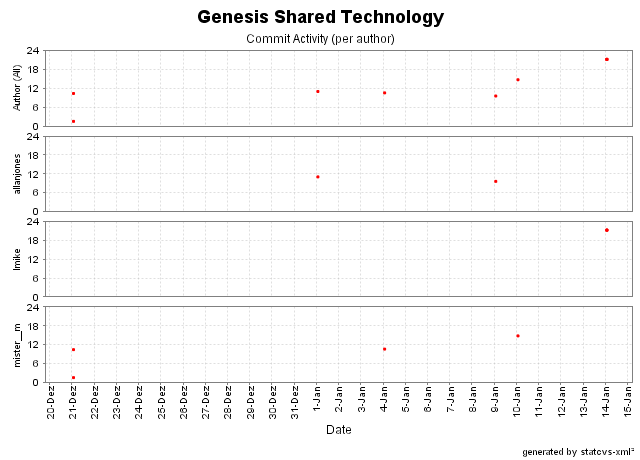 Genesis Shared Technology
Commit Activity (per author)
Author (All)
24
18
12
6
0
allanjones
24
18
12
6
0
lmike
24
18
12
6
0
mister__m
24
18
12
6
0
20-Dez 21-Dez 22-Dez 23-Dez 24-Dez 25-Dez 26-Dez 27-Dez 28-Dez 29-Dez 30-Dez 31-Dez 1-Jan 2-Jan 3-Jan 4-Jan 5-Jan 6-Jan 7-Jan 8-Jan 9-Jan 10-Jan 11-Jan 12-Jan 13-Jan 14-Jan 15-Jan
Date
generated by statcvs-xml³